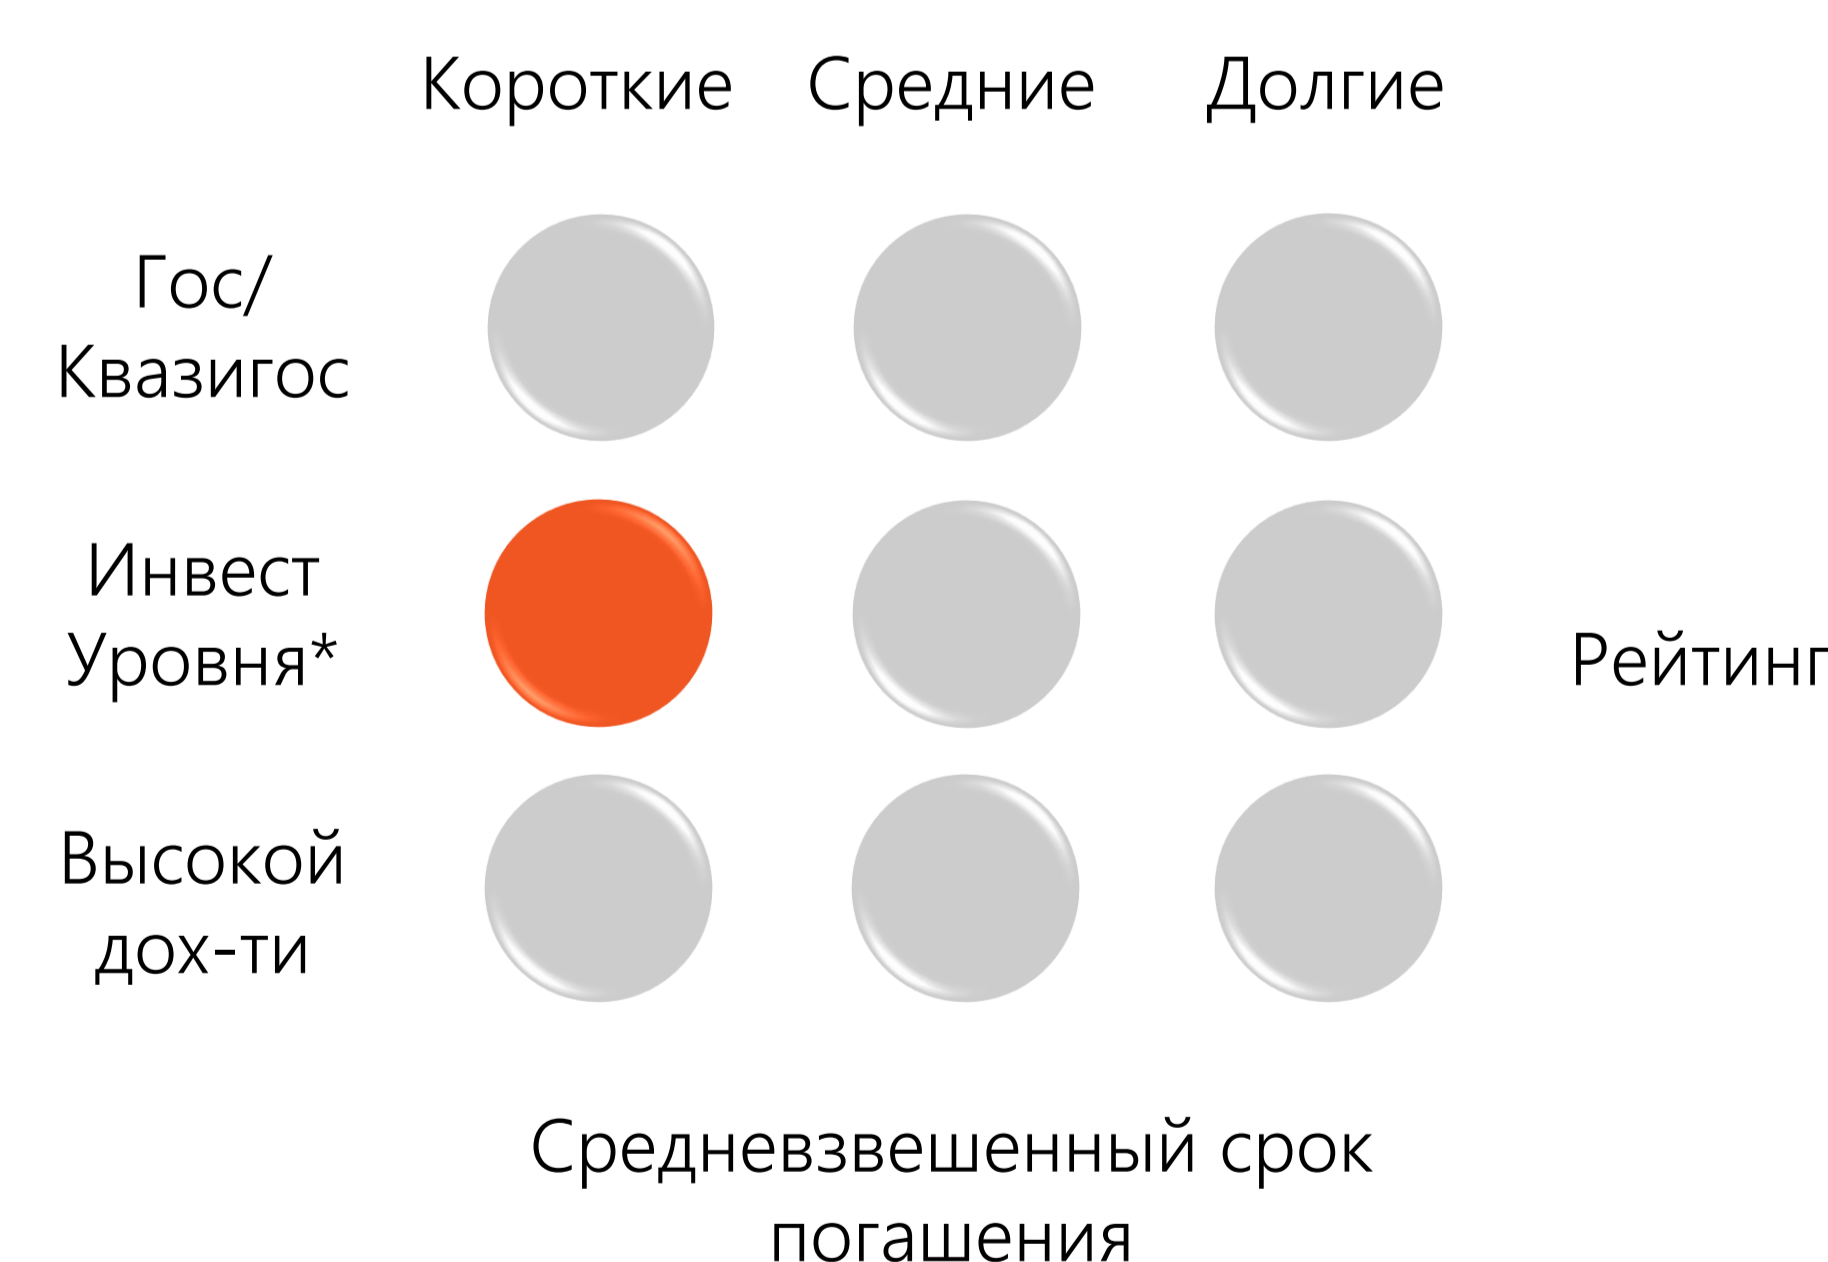 Короткие Средние Долгие
Гос/
Квазигос
Инвест
Уровня*
Рейтинг
Высокой
дох-ти
Средневзвешенный срок
погашения